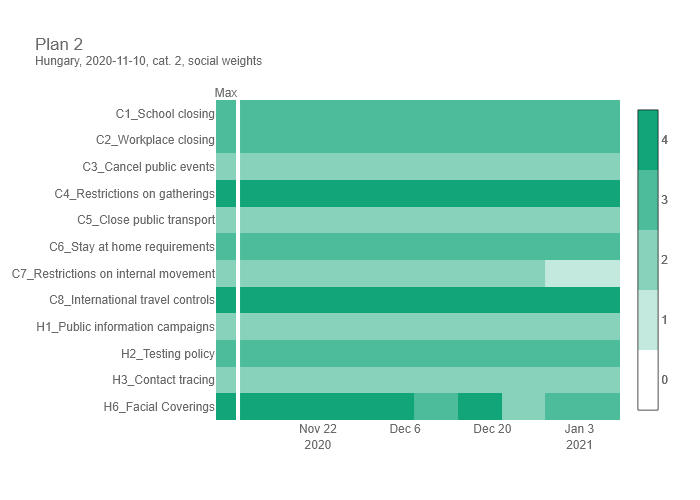 Plan 2
Hungary, 2020-11-10, cat. 2, social weights
Max
C1_School closing
C2_Workplace closing
C3_Cancel public events
C4_Restrictions on gatherings
C5_Close public transport
C6_Stay at home requirements
C7_Restrictions on internal movement
C8_International travel controls
H1_Public information campaigns
H2_Testing policy
H3_Contact tracing
H6_Facial Coverings
Nov 22 Dec 6 Dec 20 Jan 3
2020 2021
4
3
2
1
0